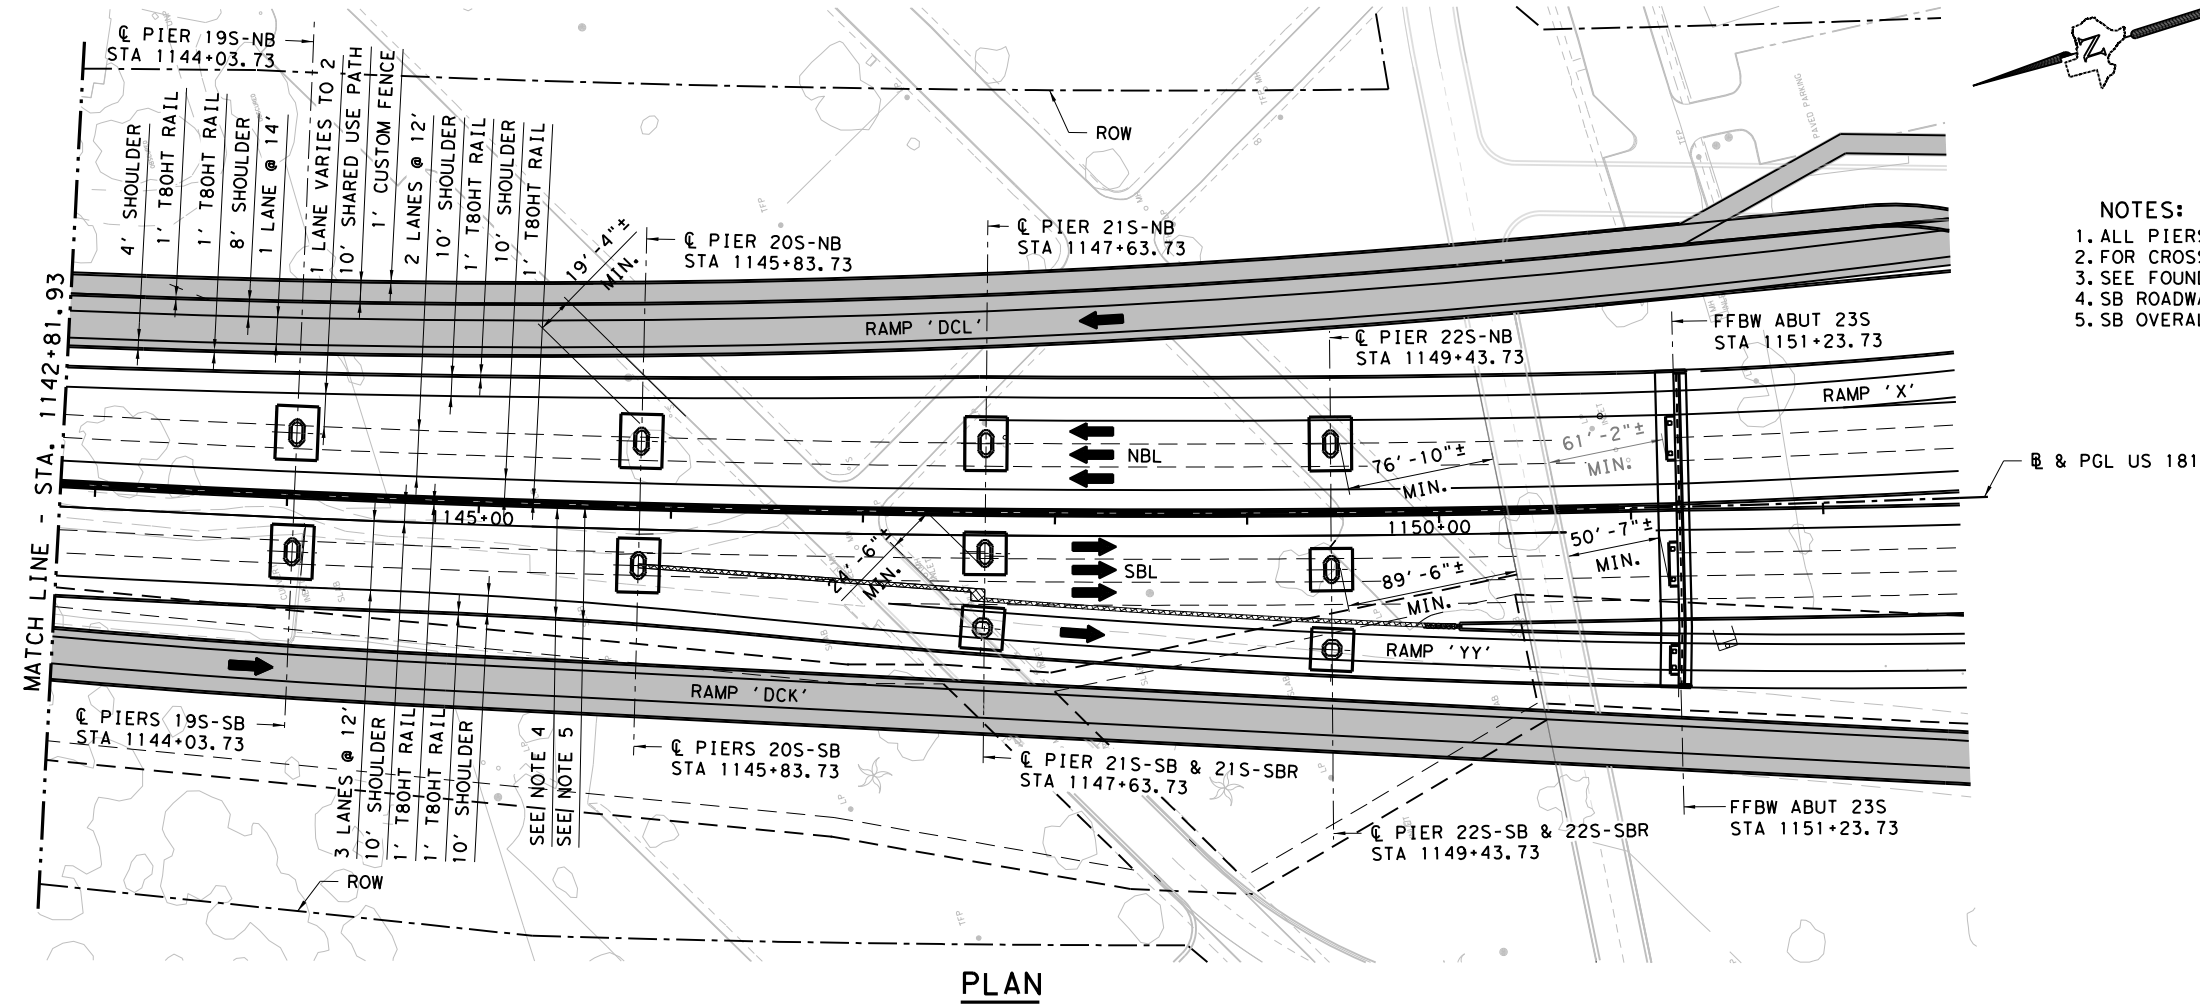 ℄ PIER 19S-NB
STA 1144+03.73
4' SHOULDER
1' T80HT RAIL
1' T80HT RAIL
8' SHOULDER
1 LANE @ 14'
1 LANE VARIES TO 2
10' SHARED USE PATH
1' CUSTOM FENCE
2 LANES @ 12'
10' SHOULDER
1' T80HT RAIL
10' SHOULDER
1' T80HT RAIL
19'-4"±
MIN.
ROW
℄ PIER 20S-NB
STA 1145+83.73
℄ PIER 21S-NB
STA 1147+63.73
℄ PIER 22S-NB
STA 1149+43.73
FFBW ABUT 23S
STA 1151+23.73
N
PAVED PARKING
NOTES:
1. ALL PIERS
2. FOR CROSS
3. SEE FOUND
4. SB ROADWA
5. SB OVERAL
RAMP 'DCL'
RAMP 'X'
MATCH LINE - STA. 1142+81.93
NBL
76'-10"±
MIN.
61'-2"±
MIN.
℄ & PGL US 181
1145+00
1150+00
24'-6"±
MIN.
SBL
89'-6"±
MIN.
50'-7"±
MIN.
RAMP 'YY'
RAMP 'DCK'
℄ PIERS 19S-SB
STA 1144+03.73
3 LANES @ 12'
10' SHOULDER
1' T80HT RAIL
1' T80HT RAIL
10' SHOULDER
SEE NOTE 4
SEE NOTE 5
℄ PIERS 20S-SB
STA 1145+83.73
℄ PIER 21S-SB & 21S-SBR
STA 1147+63.73
℄ PIER 22S-SB & 22S-SBR
STA 1149+43.73
FFBW ABUT 23S
STA 1151+23.73
ROW
PLAN